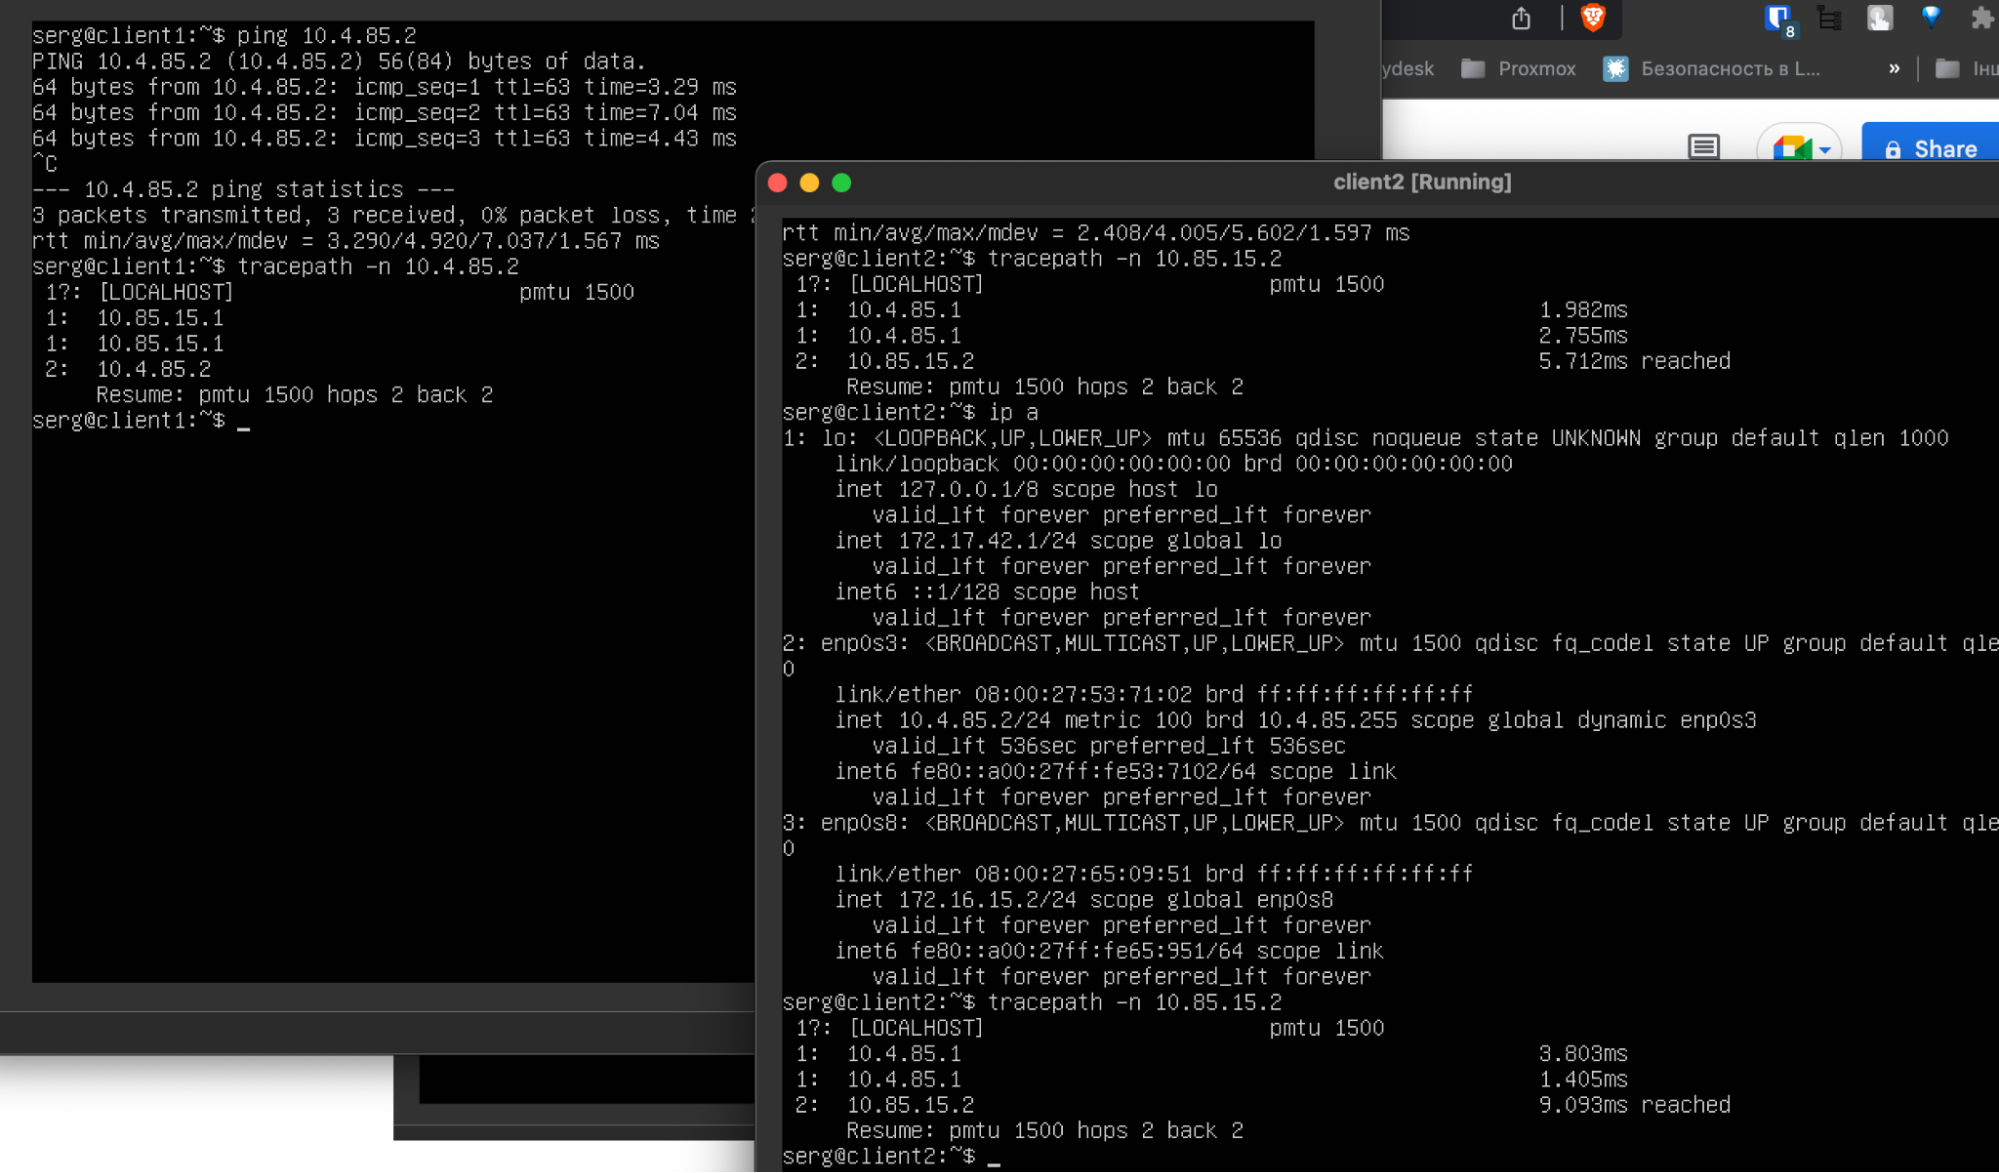 serg@client1:~$ ping 10.4.85.2
PING 10.4.85.2 (10.4.85.2) 56(84) bytes of data.
64 bytes from 10.4.85.2: icmp_seq=1 ttl=63 time=3.29 ms
64 bytes from 10.4.85.2: icmp_seq=2 ttl=63 time=7.04 ms
64 bytes from 10.4.85.2: icmp_seq=3 ttl=63 time=4.43 ms
^C
--- 10.4.85.2 ping statistics ---
3 packets transmitted, 3 received, 0% packet loss, time
rtt min/avg/max/mdev = 3.290/4.920/7.037/1.567 ms
serg@client1:~$ tracepath -n 10.4.85.2
1?: [LOCALHOST] pmtu 1500
1: 10.85.15.1
1: 10.85.15.1
2: 10.4.85.2
Resume: pmtu 1500 hops 2 back 2
serg@client1:~$ _
8
ydesk Proxmox Безопасность в L... » Інш
Share
client2 [Running]
rtt min/avg/max/mdev = 2.408/4.005/5.602/1.597 ms
serg@client2:~$ tracepath -n 10.85.15.2
1?: [LOCALHOST] pmtu 1500
1: 10.4.85.1 1.982ms
1: 10.4.85.1 2.755ms
2: 10.85.15.2 5.712ms reached
Resume: pmtu 1500 hops 2 back 2
serg@client2:~$ ip a
1: lo: <LOOPBACK,UP,LOWER_UP> mtu 65536 qdisc noqueue state UNKNOWN group default qlen 1000
link/loopback 00:00:00:00:00:00 brd 00:00:00:00:00:00
inet 127.0.0.1/8 scope host lo
valid_lft forever preferred_lft forever
inet 172.17.42.1/24 scope global lo
valid_lft forever preferred_lft forever
inet6 ::1/128 scope host
valid_lft forever preferred_lft forever
2: enp0s3: <BROADCAST,MULTICAST,UP,LOWER_UP> mtu 1500 qdisc fq_codel state UP group default qle
0
link/ether 08:00:27:53:71:02 brd ff:ff:ff:ff:ff:ff
inet 10.4.85.2/24 metric 100 brd 10.4.85.255 scope global dynamic enp0s3
valid_lft 536sec preferred_lft 536sec
inet6 fe80::a00:27ff:fe53:7102/64 scope link
valid_lft forever preferred_lft forever
3: enp0s8: <BROADCAST,MULTICAST,UP,LOWER_UP> mtu 1500 qdisc fq_codel state UP group default qle
0
link/ether 08:00:27:65:09:51 brd ff:ff:ff:ff:ff:ff
inet 172.16.15.2/24 scope global enp0s8
valid_lft forever preferred_lft forever
inet6 fe80::a00:27ff:fe65:951/64 scope link
valid_lft forever preferred_lft forever
serg@client2:~$ tracepath -n 10.85.15.2
1?: [LOCALHOST] pmtu 1500
1: 10.4.85.1 3.803ms
1: 10.4.85.1 1.405ms
2: 10.85.15.2 9.093ms reached
Resume: pmtu 1500 hops 2 back 2
serg@client2:~$ _